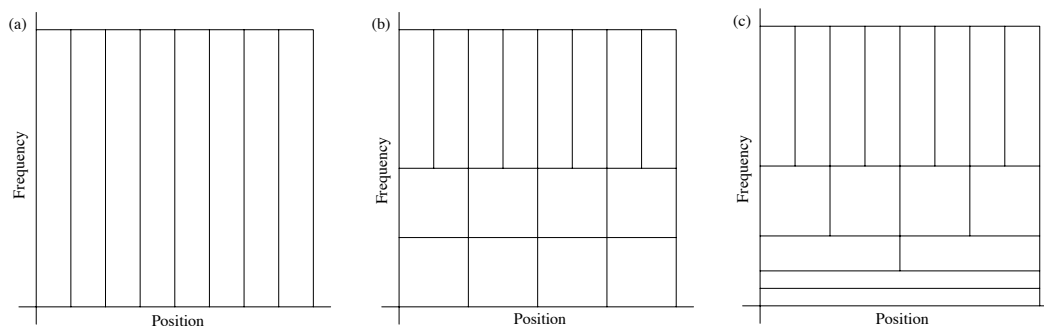 (a)
Frequency
Position
(b)
Frequency
Position
(c)
Frequency
Position